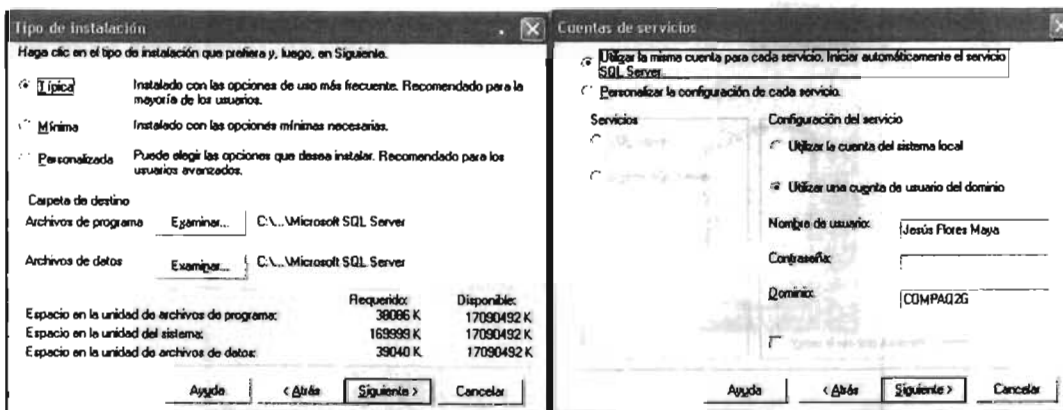 Tipo de instalación
Haga clic en el tipo de instalación que prefiera y, luego, en Siguiente.
Típica
Instalado con las opciones de uso más frecuente. Recomendado para la
mayoría de los usuarios.
Mínima
Instalado con las opciones mínimas necesarias.
Personalizada
Puede elegir las opciones que desea instalar. Recomendado para los
usuarios avanzados.
Carpeta de destino
Archivos de programa Examinar... C:\...\Microsoft SQL Server
Archivos de datos Examinar... C:\...\Microsoft SQL Server
Requerido: Disponible:
Espacio en la unidad de archivos de programa: 38086 K 17090492 K
Espacio en la unidad del sistema: 169999 K 17090492 K
Espacio en la unidad de archivos de datos: 39040 K 17090492 K
Ayuda < Atrás Siguiente > Cancelar
Cuentas de servicios
Utilizar la misma cuenta para cada servicio. Iniciar automáticamente el servicio
SQL Server.
Personalizar la configuración de cada servicio.
Servicios
Configuración del servicio
Utilizar la cuenta del sistema local
Utilizar una cuenta de usuario del dominio
Nombre de usuario: Jesús Flores Maya
Contraseña:
Dominio: COMPAQ2G
Ayuda < Atrás Siguiente > Cancelar